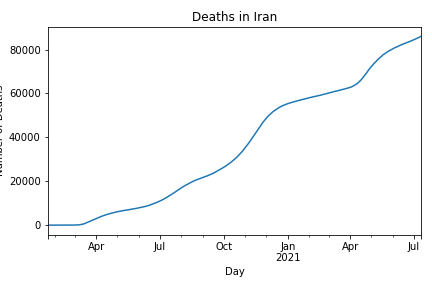 Deaths in Iran
Number of Deaths
80000
60000
40000
20000
0
Apr Jul Oct Jan Apr Jul
2021
Day